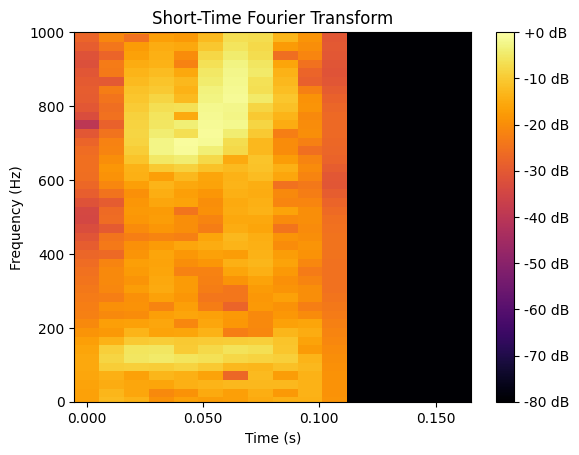 Short-Time Fourier Transform
1000
800
600
400
200
0
Frequency (Hz)
0.000
0.050
0.100
0.150
Time (s)
+0 dB
-10 dB
-20 dB
-30 dB
-40 dB
-50 dB
-60 dB
-70 dB
-80 dB